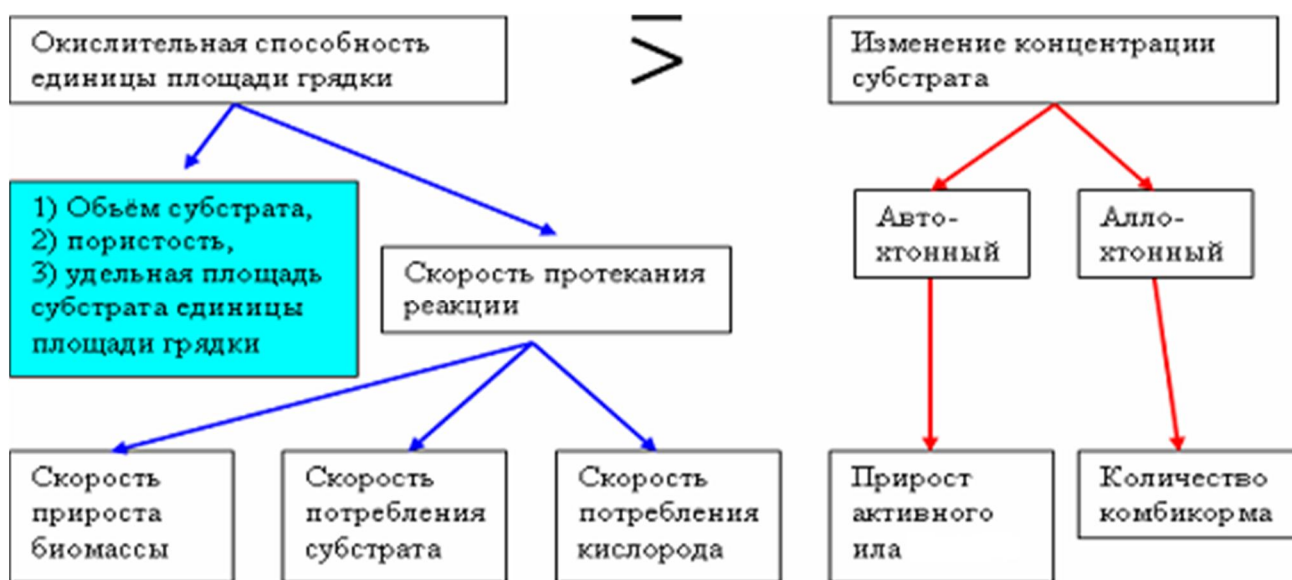 Окислительная способность
единицы площади грядки
>
Изменение концентрации
субстрата
1) Обьём субстрата,
2) пористость,
3) удельная площадь
субстрата единицы
площади грядки
Скорость протекания
реакции
Авто-
хтонный
Алло-
хтонный
Скорость
прироста
биомассы
Скорость
потребления
субстрата
Скорость
потребления
кислорода
Прирост
активного
ила
Количество
комбикорма